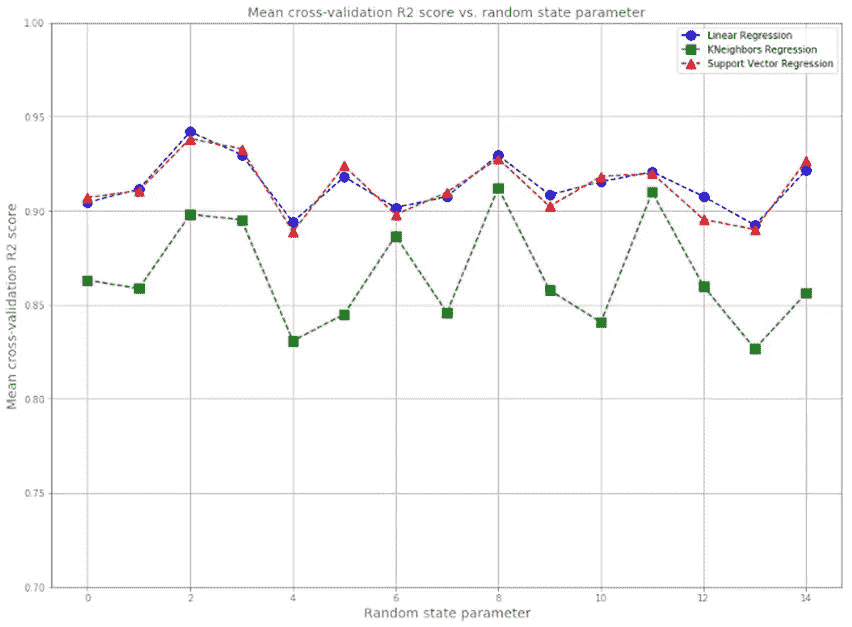 Mean cross-validation R2 score vs. random state parameter
Linear Regression
KNeighbors Regression
Support Vector Regression
Mean cross-validation R2 score
1.00
0.95
0.90
0.85
0.80
0.75
0.70
0 2 4 6 8 10 12 14
Random state parameter